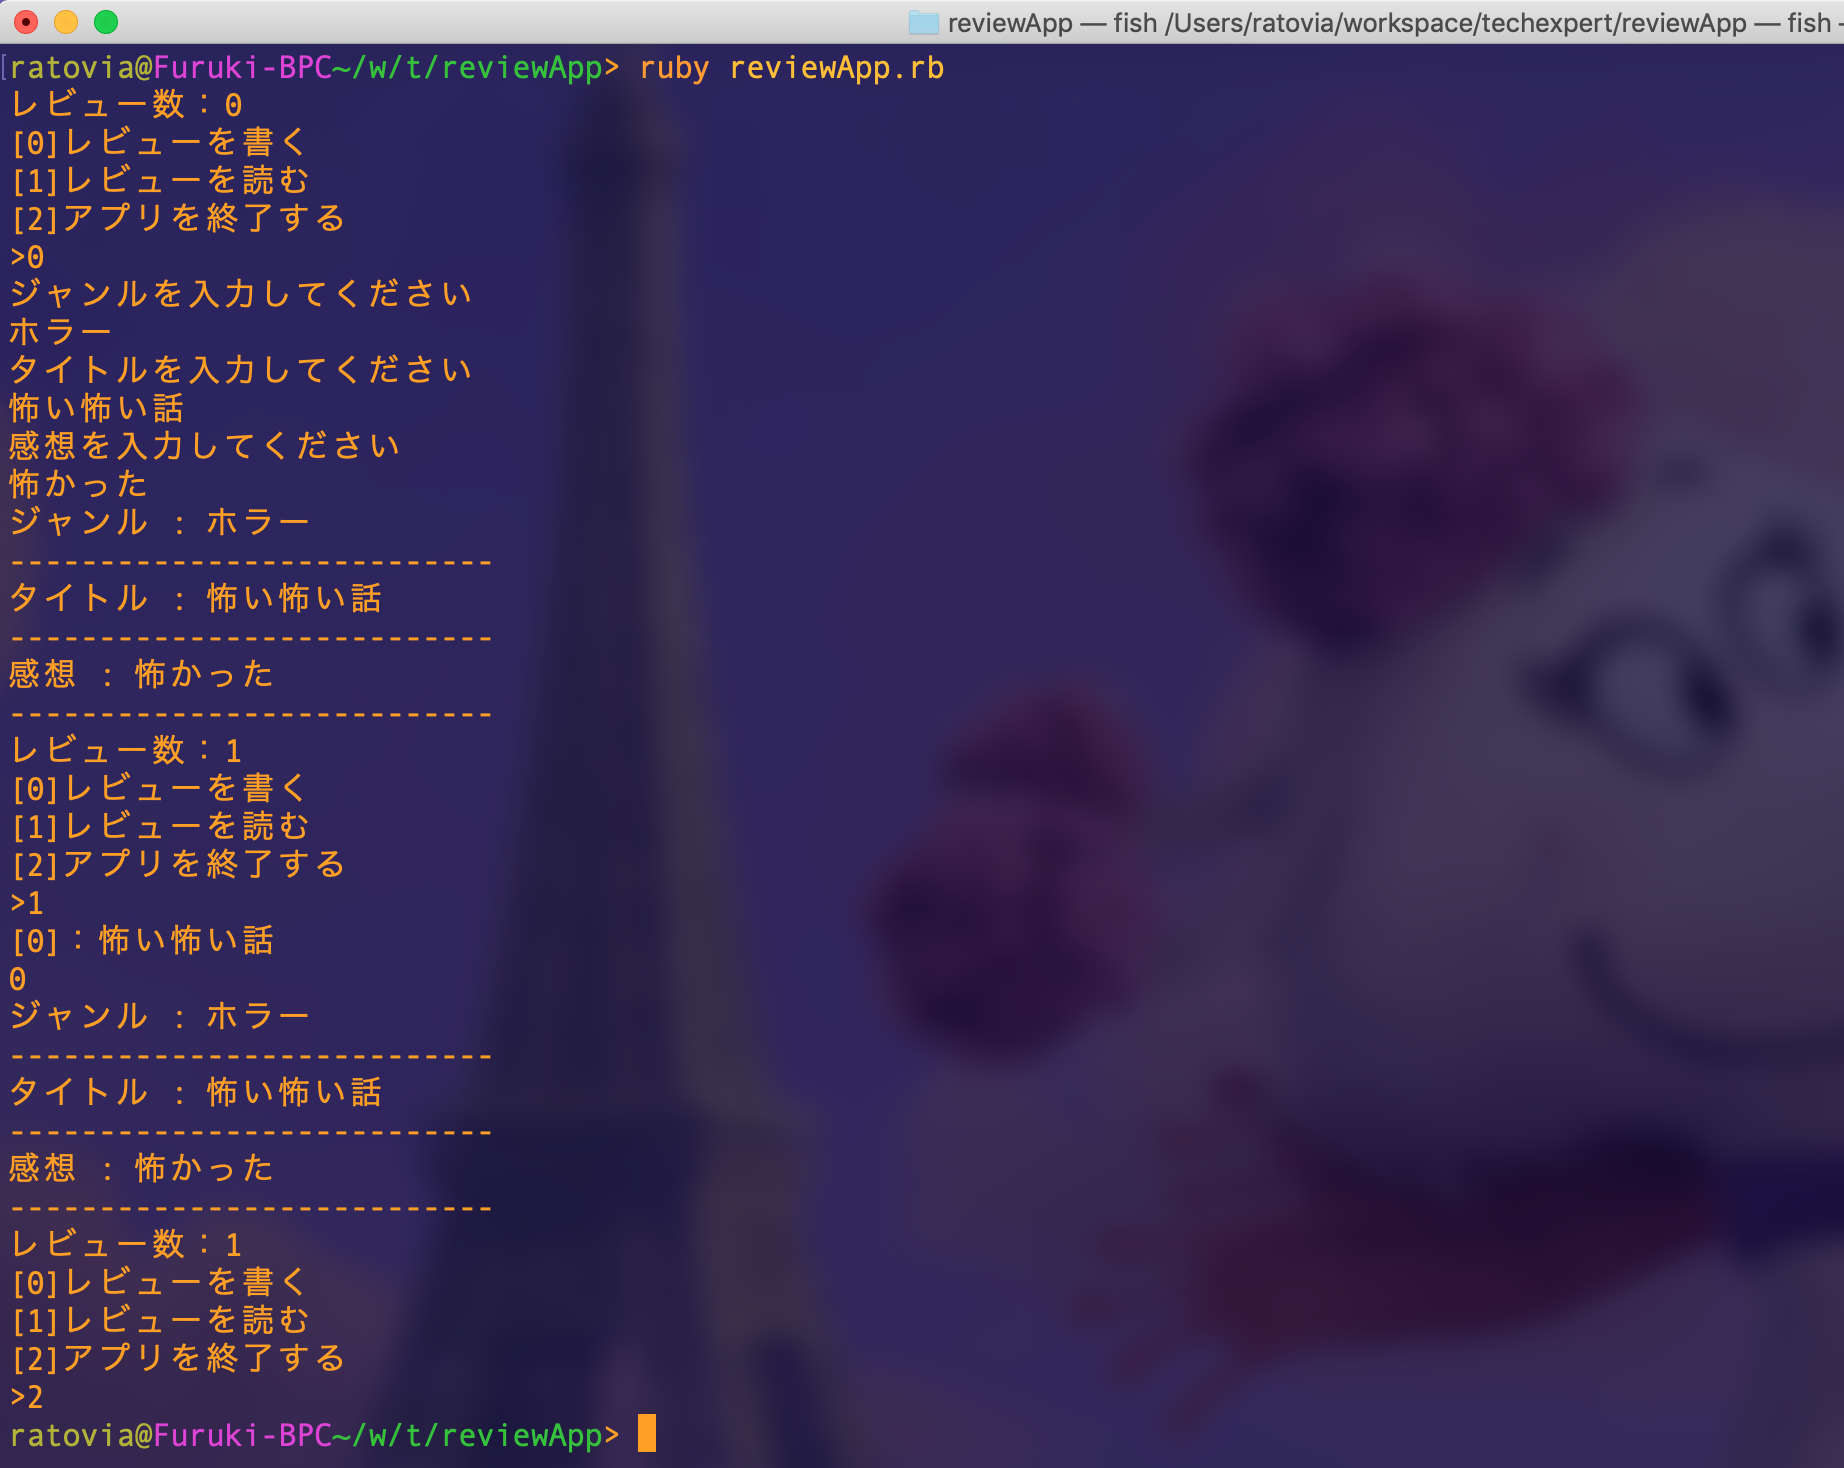 reviewApp — fish /Users/ratovia/workspace/techexpert/reviewApp — fish
ratovia@Furuki-BPC~/w/t/reviewApp> ruby reviewApp.rb
レビュー数：0
[0]レビューを書く
[1]レビューを読む
[2]アプリを終了する
>0
ジャンルを入力してください
ホラー
タイトルを入力してください
怖い怖い話
感想を入力してください
怖かった
ジャンル : ホラー
---------------------------
タイトル : 怖い怖い話
---------------------------
感想 : 怖かった
---------------------------
レビュー数：1
[0]レビューを書く
[1]レビューを読む
[2]アプリを終了する
>1
[0]：怖い怖い話
0
ジャンル : ホラー
---------------------------
タイトル : 怖い怖い話
---------------------------
感想 : 怖かった
---------------------------
レビュー数：1
[0]レビューを書く
[1]レビューを読む
[2]アプリを終了する
>2
ratovia@Furuki-BPC~/w/t/reviewApp>